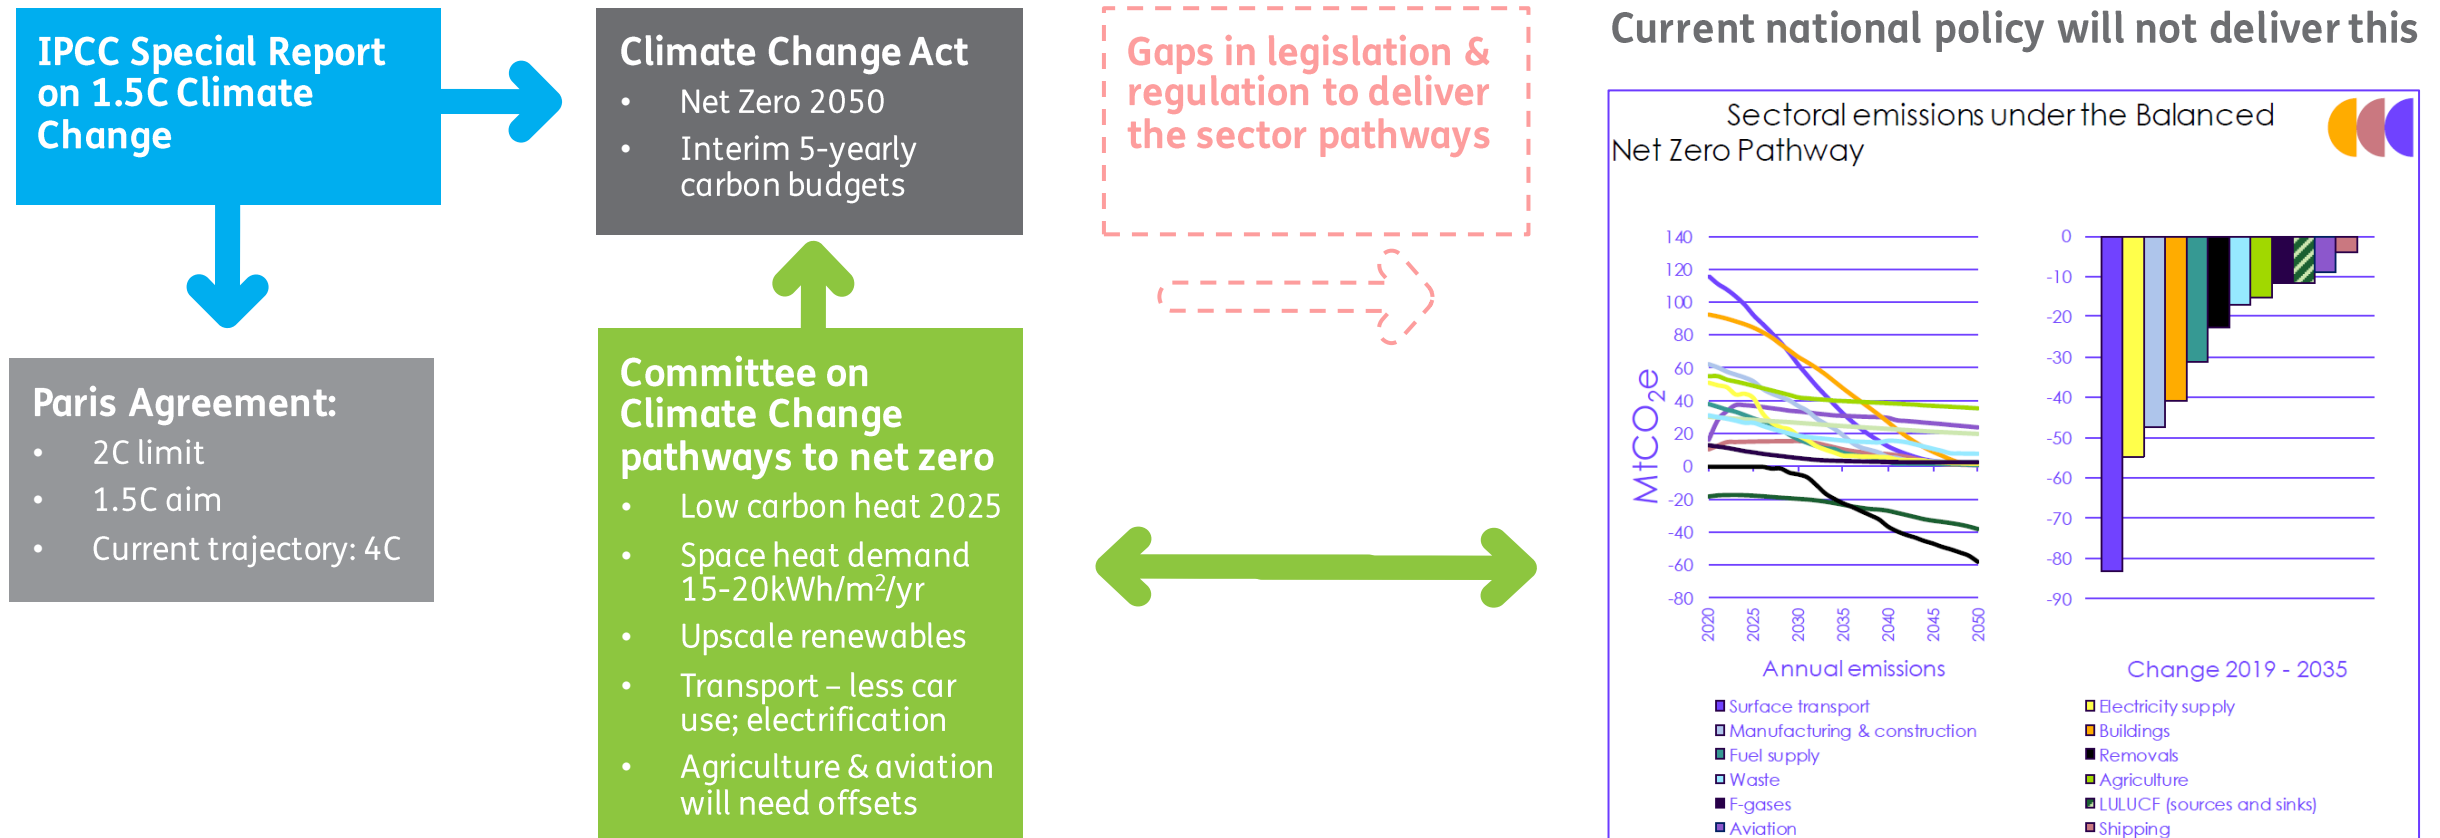 IPCC Special Report
on 1.5C Climate
Change
Paris Agreement:
• 2C limit
• 1.5C aim
• Current trajectory: 4C
Climate Change Act
• Net Zero 2050
• Interim 5-yearly
carbon budgets
Committee on
Climate Change
pathways to net zero
• Low carbon heat 2025
• Space heat demand
15-20kWh/m²/yr
• Upscale renewables
• Transport – less car
use; electrification
• Agriculture & aviation
will need offsets
Gaps in legislation &
regulation to deliver
the sector pathways
Current national policy will not deliver this
Sectoral emissions under the Balanced
Net Zero Pathway
MtCO₂e
140
120
100
80
60
40
20
0
-20
-40
-60
-80
2020
2025
2030
2035
2040
2045
2050
Annual emissions
0
-10
-20
-30
-40
-50
-60
-70
-80
-90
Change 2019 - 2035
Surface transport
Electricity supply
Manufacturing & construction
Buildings
Fuel supply
Removals
Waste
Agriculture
F-gases
LULUCF (sources and sinks)
Aviation
Shipping